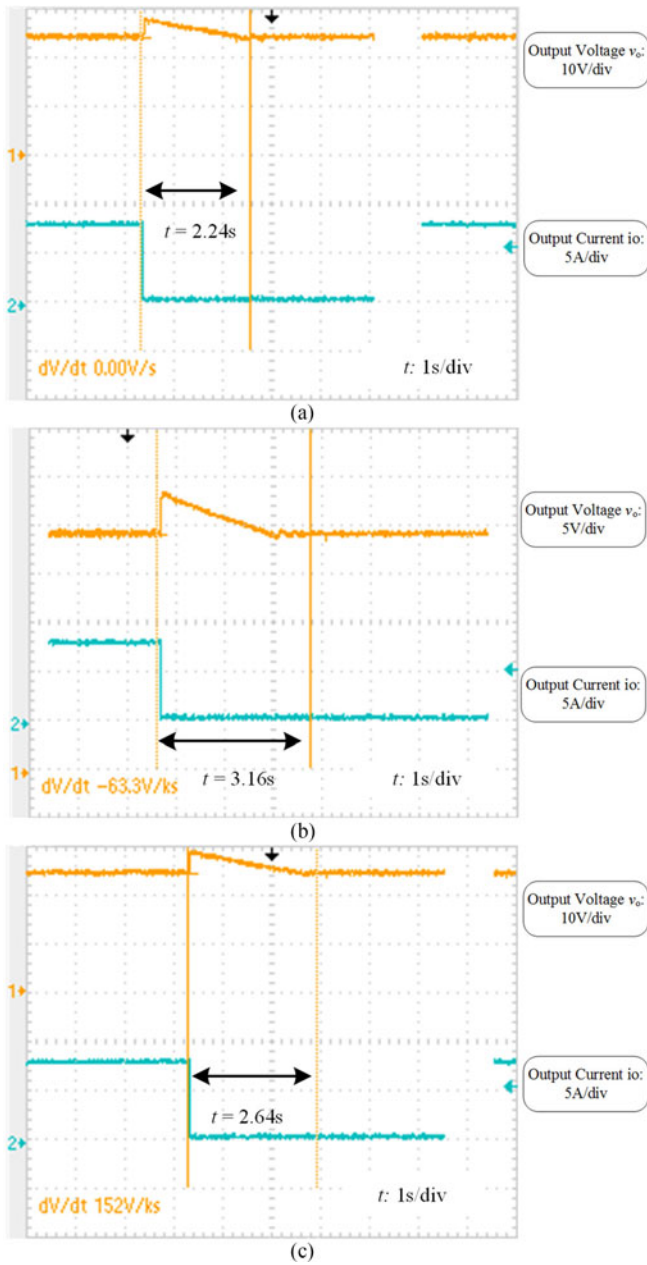 Output Voltage vₒ:
10V/div
1
t = 2.24s
Output Current io:
5A/div
2
dV/dt 0.00V/s
t: 1s/div
(a)
Output Voltage vₒ:
5V/div
Output Current io:
5A/div
2
t = 3.16s
1
dV/dt -63.3V/ks
t: 1s/div
(b)
Output Voltage vₒ:
10V/div
1
Output Current io:
5A/div
t = 2.64s
2
dV/dt 152V/ks
t: 1s/div
(c)